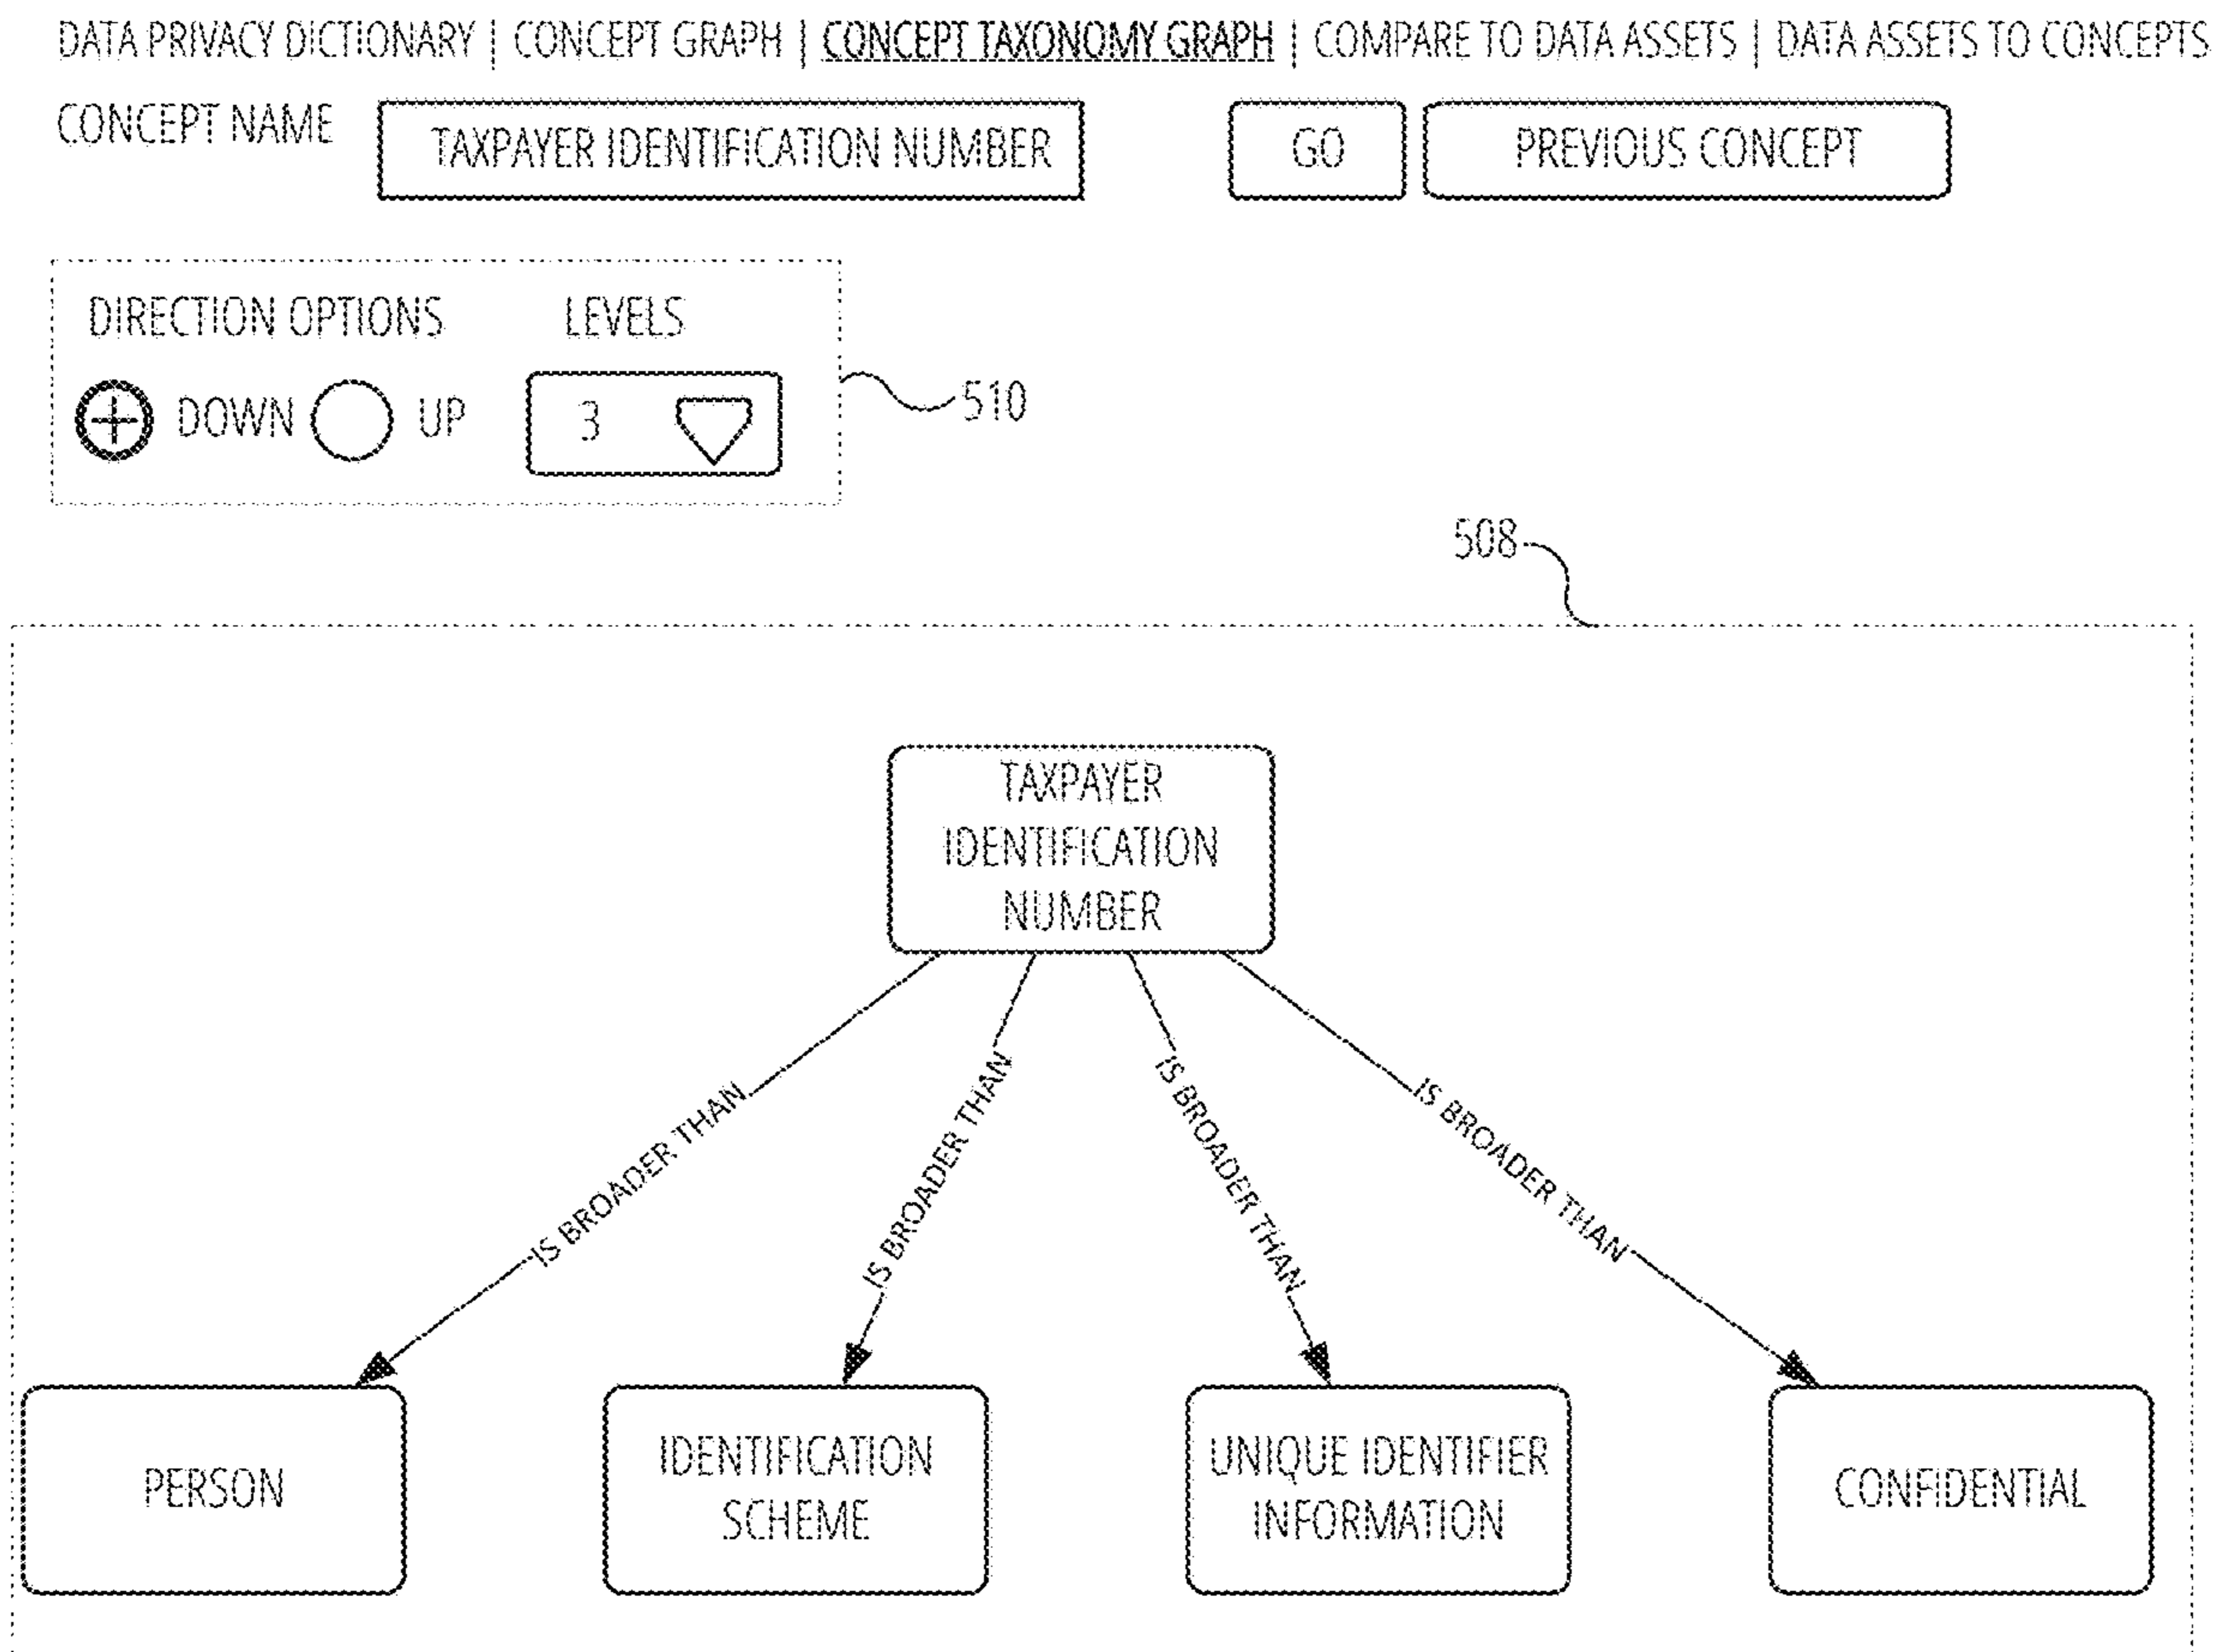 DATA PRIVACY DICTIONARY | CONCEPT GRAPH | CONCEPT TAXONOMY GRAPH | COMPARE TO DATA ASSETS | DATA ASSETS TO CONCEPTS
CONCEPT NAME
TAXPAYER IDENTIFICATION NUMBER
GO
PREVIOUS CONCEPT
DIRECTION OPTIONS
LEVELS
DOWN
UP
3
510
508
TAXPAYER
IDENTIFICATION
NUMBER
IS BROADER THAN
IS BROADER THAN
IS BROADER THAN
IS BROADER THAN
PERSON
IDENTIFICATION
SCHEME
UNIQUE IDENTIFIER
INFORMATION
CONFIDENTIAL